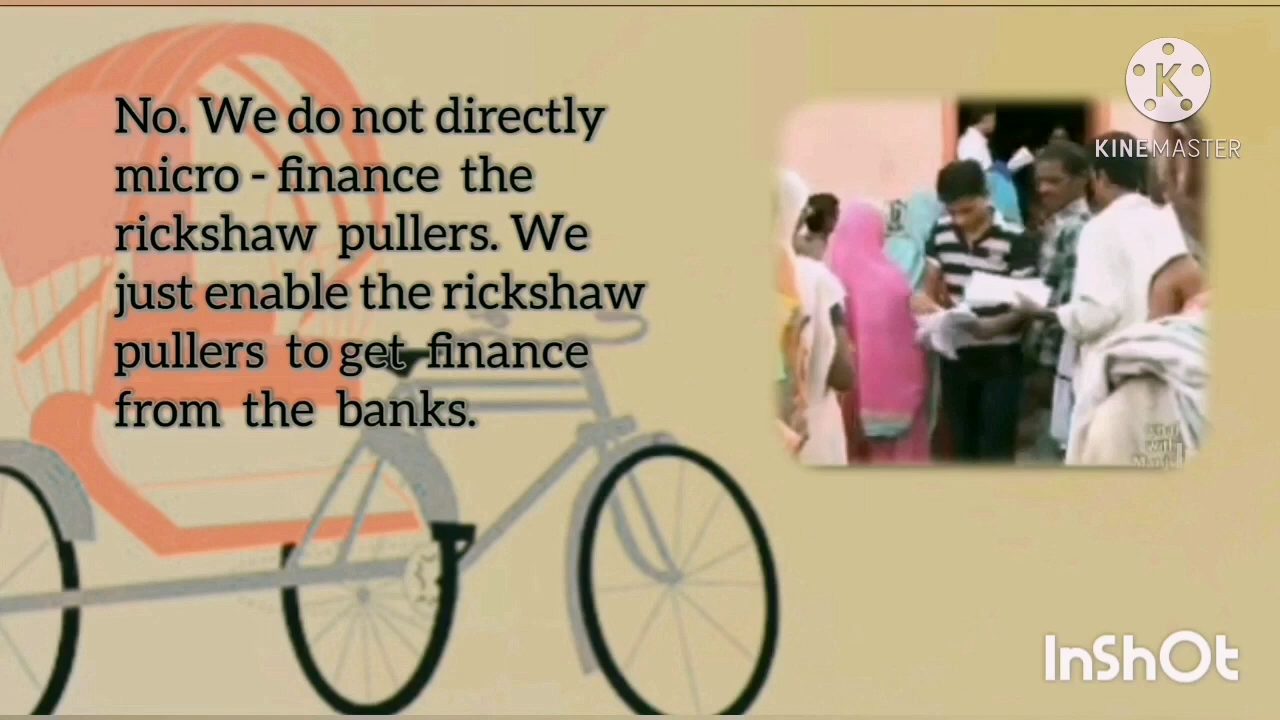 No. We do not directly
micro - finance the
rickshaw pullers. We
just enable the rickshaw
pullers to get finance
from the banks.
K
KINEMASTER
with
InShOt